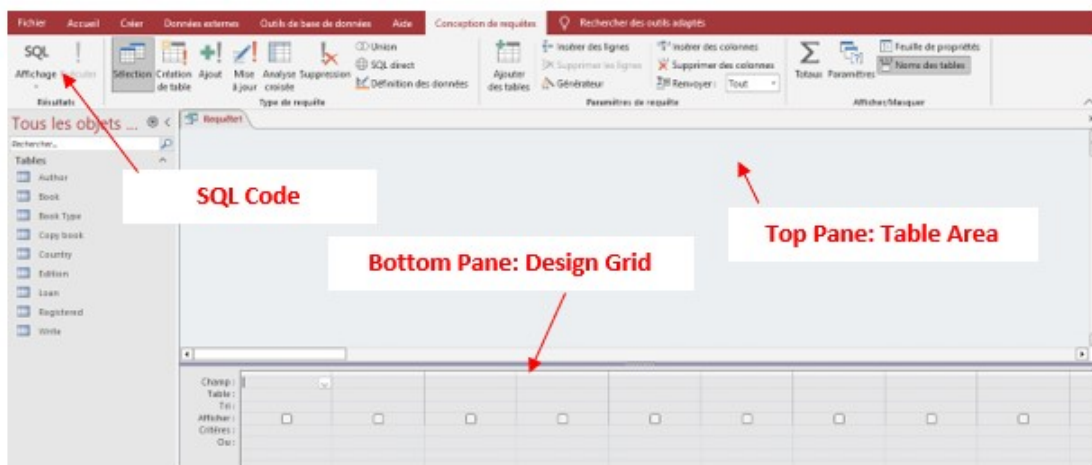 Fichier Accueil Créer Données externes Outils de base de données Aide Conception de requêtes Rechercher des outils adaptés
SQL
Affichage Exécuter
Résultats
Sélection Création de table Ajout Mise à jour Analyse croisée Suppression
Union
SQL direct
Définition des données
Type de requête
Ajouter des tables
Insérer des lignes
Supprimer les lignes
Générateur
Insérer des colonnes
Supprimer des colonnes
Renvoyer : Tout
Paramètres de requête
Totaux Paramètres
Feuille de propriétés
Noms des tables
Afficher/Masquer
Tous les objets ...
Rechercher...
Tables
Author
Book
Book Type
Copy book
Country
Edition
Loan
Registered
Write
Requête1
SQL Code
Top Pane: Table Area
Bottom Pane: Design Grid
Champ :
Table :
Tri :
Afficher :
Critères :
Ou :